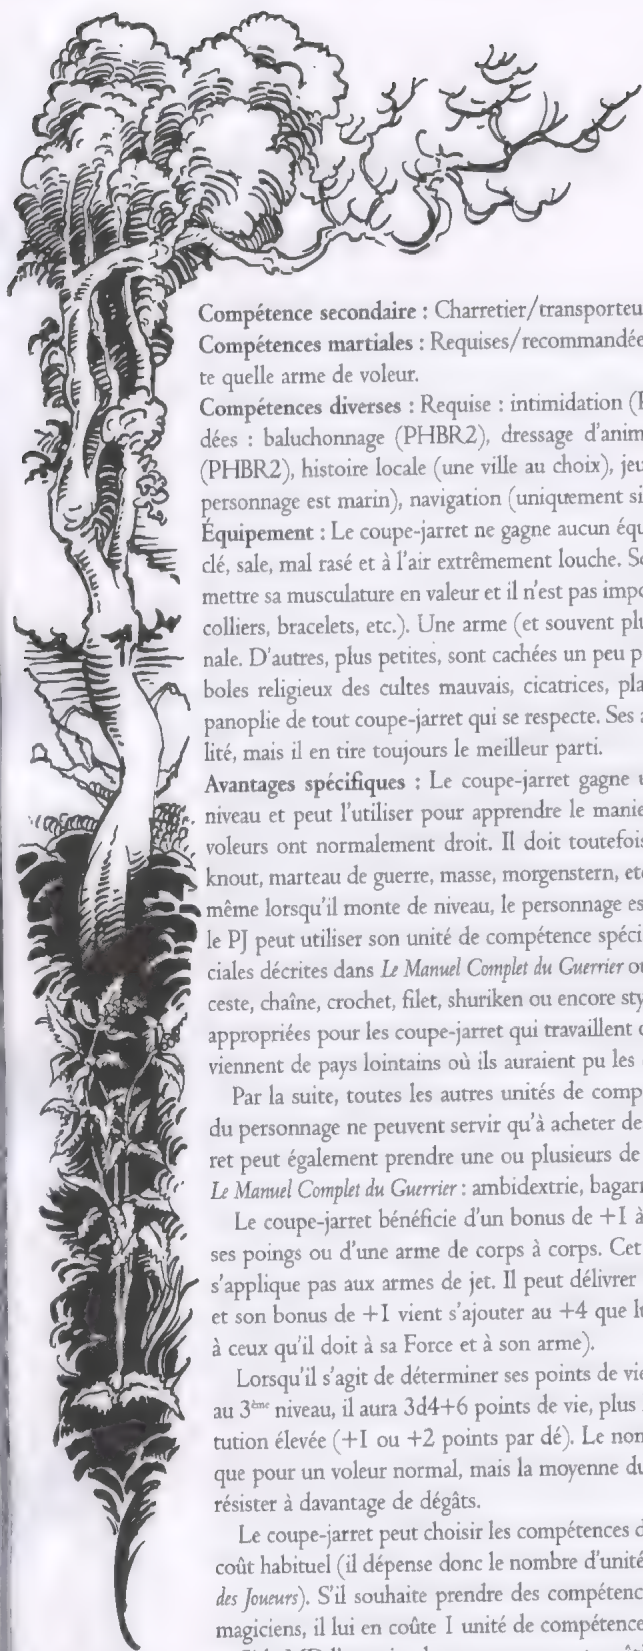 Compétence secondaire : Charretier/transporteu
Compétences martiales : Requises/recommandée
te quelle arme de voleur.
Compétences diverses : Requise : intimidation (P
dées : baluchonnage (PHBR2), dressage d'anim
(PHBR2), histoire locale (une ville au choix), jeu
personnage est marin), navigation (uniquement si
Équipement : Le coupe-jarret ne gagne aucun équ
clé, sale, mal rasé et à l'air extrêmement louche. So
mettre sa musculature en valeur et il n'est pas impo
colliers, bracelets, etc.). Une arme (et souvent plu
nale. D'autres, plus petites, sont cachées un peu p
boles religieux des cultes mauvais, cicatrices, pla
panoplie de tout coupe-jarret qui se respecte. Ses a
lité, mais il en tire toujours le meilleur parti.
Avantages spécifiques : Le coupe-jarret gagne u
niveau et peut l'utiliser pour apprendre le manie
voleurs ont normalement droit. Il doit toutefois
knout, marteau de guerre, masse, morgenstern, etc
même lorsqu'il monte de niveau, le personnage es
le PJ peut utiliser son unité de compétence spéci
ciales décrites dans Le Manuel Complet du Guerrier ou
ceste, chaîne, crochet, filet, shuriken ou encore sty
appropriées pour les coupe-jarret qui travaillent o
viennent de pays lointains où ils auraient pu les
Par la suite, toutes les autres unités de comp
du personnage ne peuvent servir qu'à acheter de
ret peut également prendre une ou plusieurs de
Le Manuel Complet du Guerrier : ambidextrie, bagarr
Le coupe-jarret bénéficie d'un bonus de +1 à
ses poings ou d'une arme de corps à corps. Cet
s'applique pas aux armes de jet. Il peut délivrer
et son bonus de +1 vient s'ajouter au +4 que lu
à ceux qu'il doit à sa Force et à son arme).
Lorsqu'il s'agit de déterminer ses points de vie
au 3ème niveau, il aura 3d4+6 points de vie, plus
tution élevée (+1 ou +2 points par dé). Le non
que pour un voleur normal, mais la moyenne du
résister à davantage de dégâts.
Le coupe-jarret peut choisir les compétences d
coût habituel (il dépense donc le nombre d'unité
des Joueurs). S'il souhaite prendre des compétenc
magiciens, il lui en coûte 1 unité de compétence